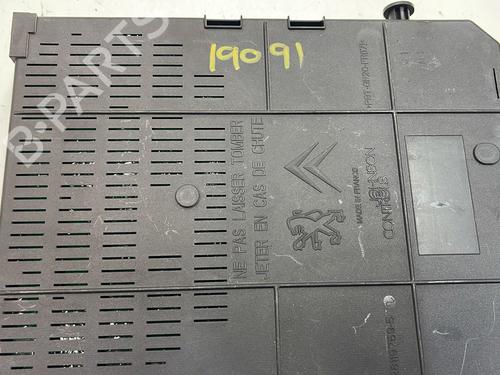 19091
B-PARTS
NE PAS LAISSER TOMBER
JETER EN CAS DE CHUTE
MADE IN FRANCE
JOHNSON
CONTROLS